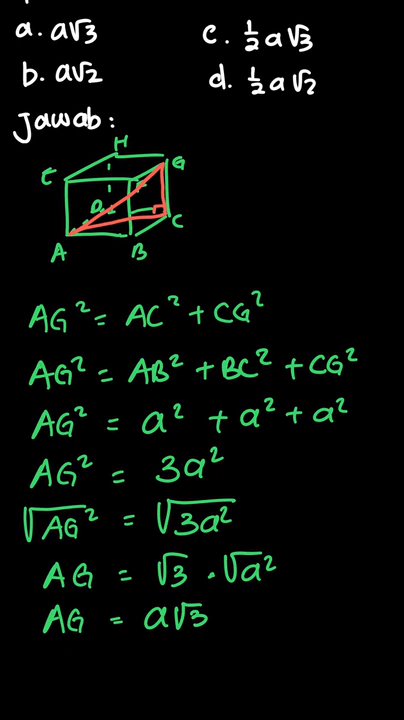 a. a√3
c. ½ a√3
b. a√2
d. ½ a√2
Jawab:
H
E
G
F
D
C
A
B
AG² = AC² + CG²
AG² = AB² + BC² + CG²
AG² = a² + a² + a²
AG² = 3a²
√AG² = √3a²
AG = √3 . √a²
AG = a√3